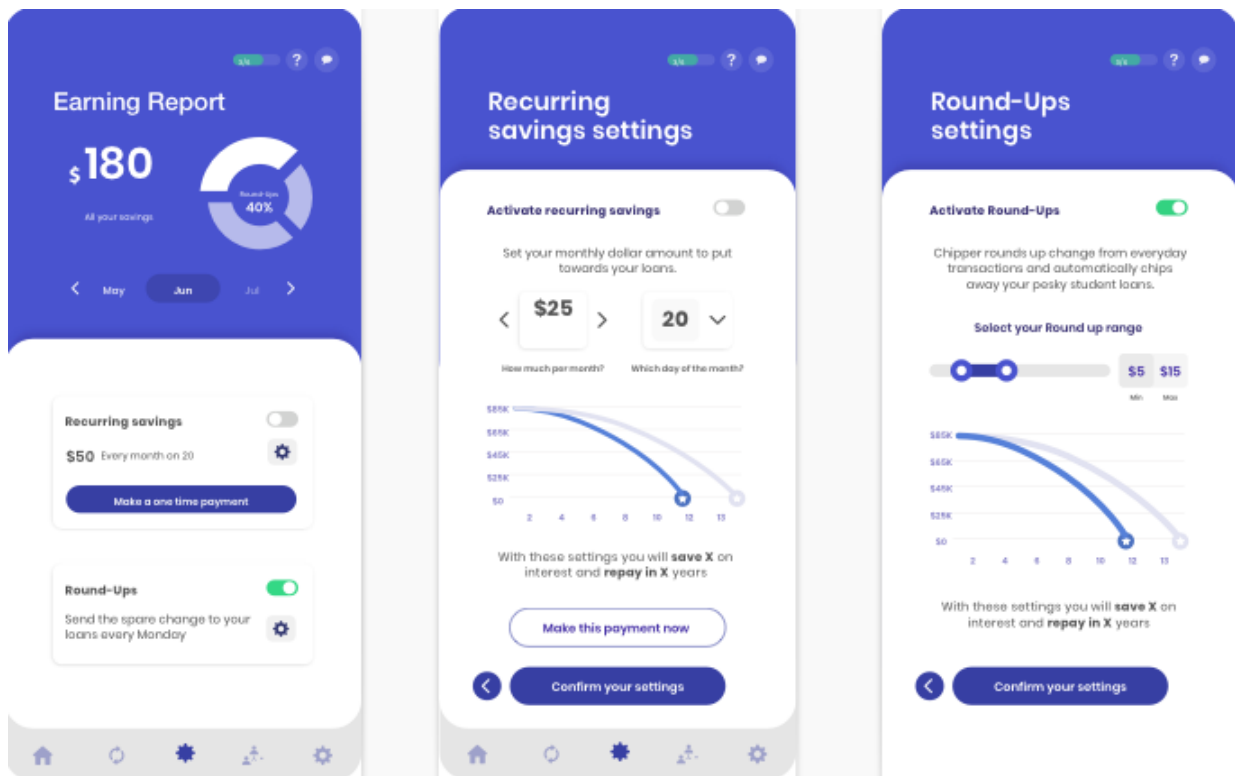 ?
Earning Report
$180
All your savings
Round-Ups
40%
May Jun Jul
Recurring savings
$50 Every month on 20
Make a one time payment
Round-Ups
Send the spare change to your
loans every Monday
?
Recurring
savings settings
Activate recurring savings
Set your monthly dollar amount to put
towards your loans.
$25 20
How much per month? Which day of the month?
$85K
$65K
$45K
$25K
$0
2 4 6 8 10 12 13
With these settings you will save X on
interest and repay in X years
Make this payment now
Confirm your settings
?
Round-Ups
settings
Activate Round-Ups
Chipper rounds up change from everyday
transactions and automatically chips
away your pesky student loans.
Select your Round up range
$5 $15
Min Max
$85K
$65K
$45K
$25K
$0
2 4 6 8 10 12 13
With these settings you will save X on
interest and repay in X years
Confirm your settings